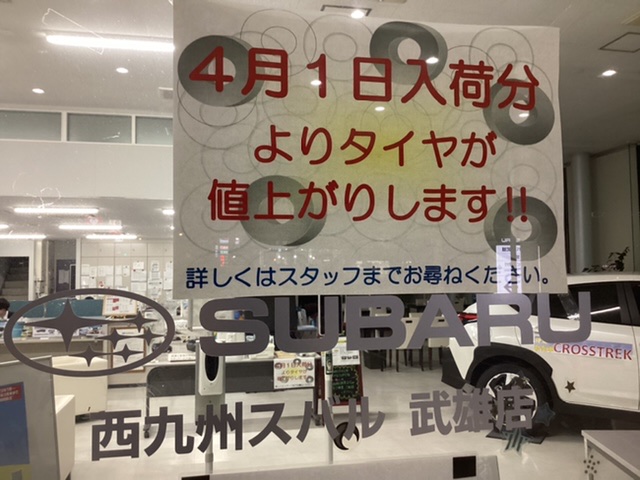 4月1日入荷分
よりタイヤが
値上がりします!!
詳しくはスタッフまでお尋ねください。
SUBARU
CROSSTREK
西九州スバル 武雄店